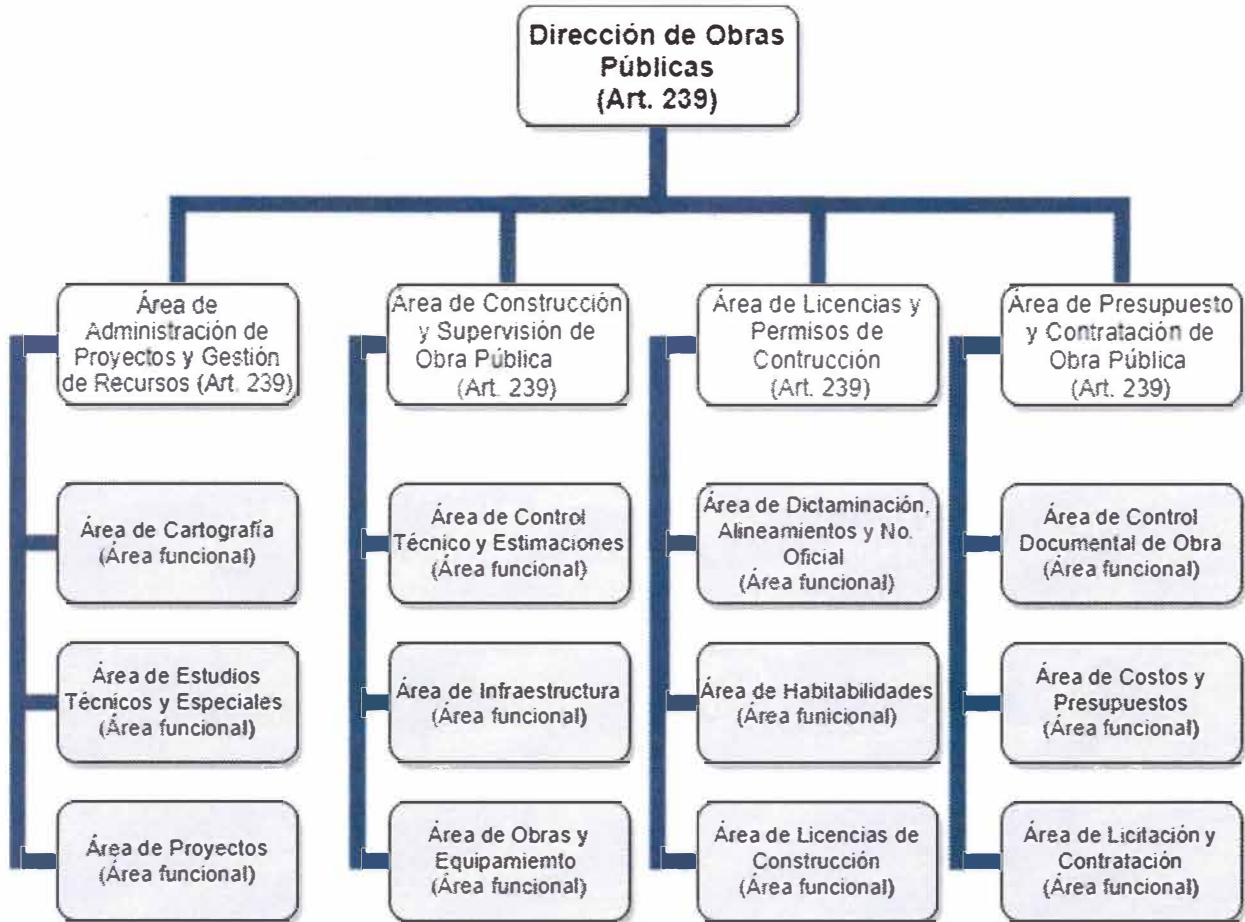 Dirección de Obras
Públicas
(Art. 239)
Área de
Administración de
Proyectos y Gestión
de Recursos (Art. 239)
Área de Construcción
y Supervisión de
Obra Pública
(Art. 239)
Área de Licencias y
Permisos de
Contrucción
(Art. 239)
Área de Presupuesto
y Contratación de
Obra Pública
(Art. 239)
Área de Cartografía
(Área funcional)
Área de Control
Técnico y Estimaciones
(Área funcional)
Área de Dictaminación,
Alineamientos y No.
Oficial
(Área funcional)
Área de Control
Documental de Obra
(Área funcional)
Área de Estudios
Técnicos y Especiales
(Área funcional)
Área de Infraestructura
(Área funcional)
Área de Habitabilidades
(Área funicional)
Área de Costos y
Presupuestos
(Área funcional)
Área de Proyectos
(Área funcional)
Área de Obras y
Equipamiemto
(Área funcional)
Área de Licencias de
Construcción
(Área funcional)
Área de Licitación y
Contratación
(Área funcional)